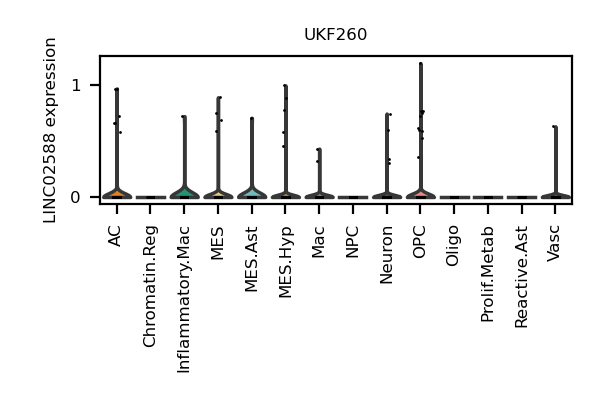 UKF260
LINC02588 expression
1
0
AC
Chromatin.Reg
Inflammatory.Mac
MES
MES.Ast
MES.Hyp
Mac
NPC
Neuron
OPC
Oligo
Prolif.Metab
Reactive.Ast
Vasc